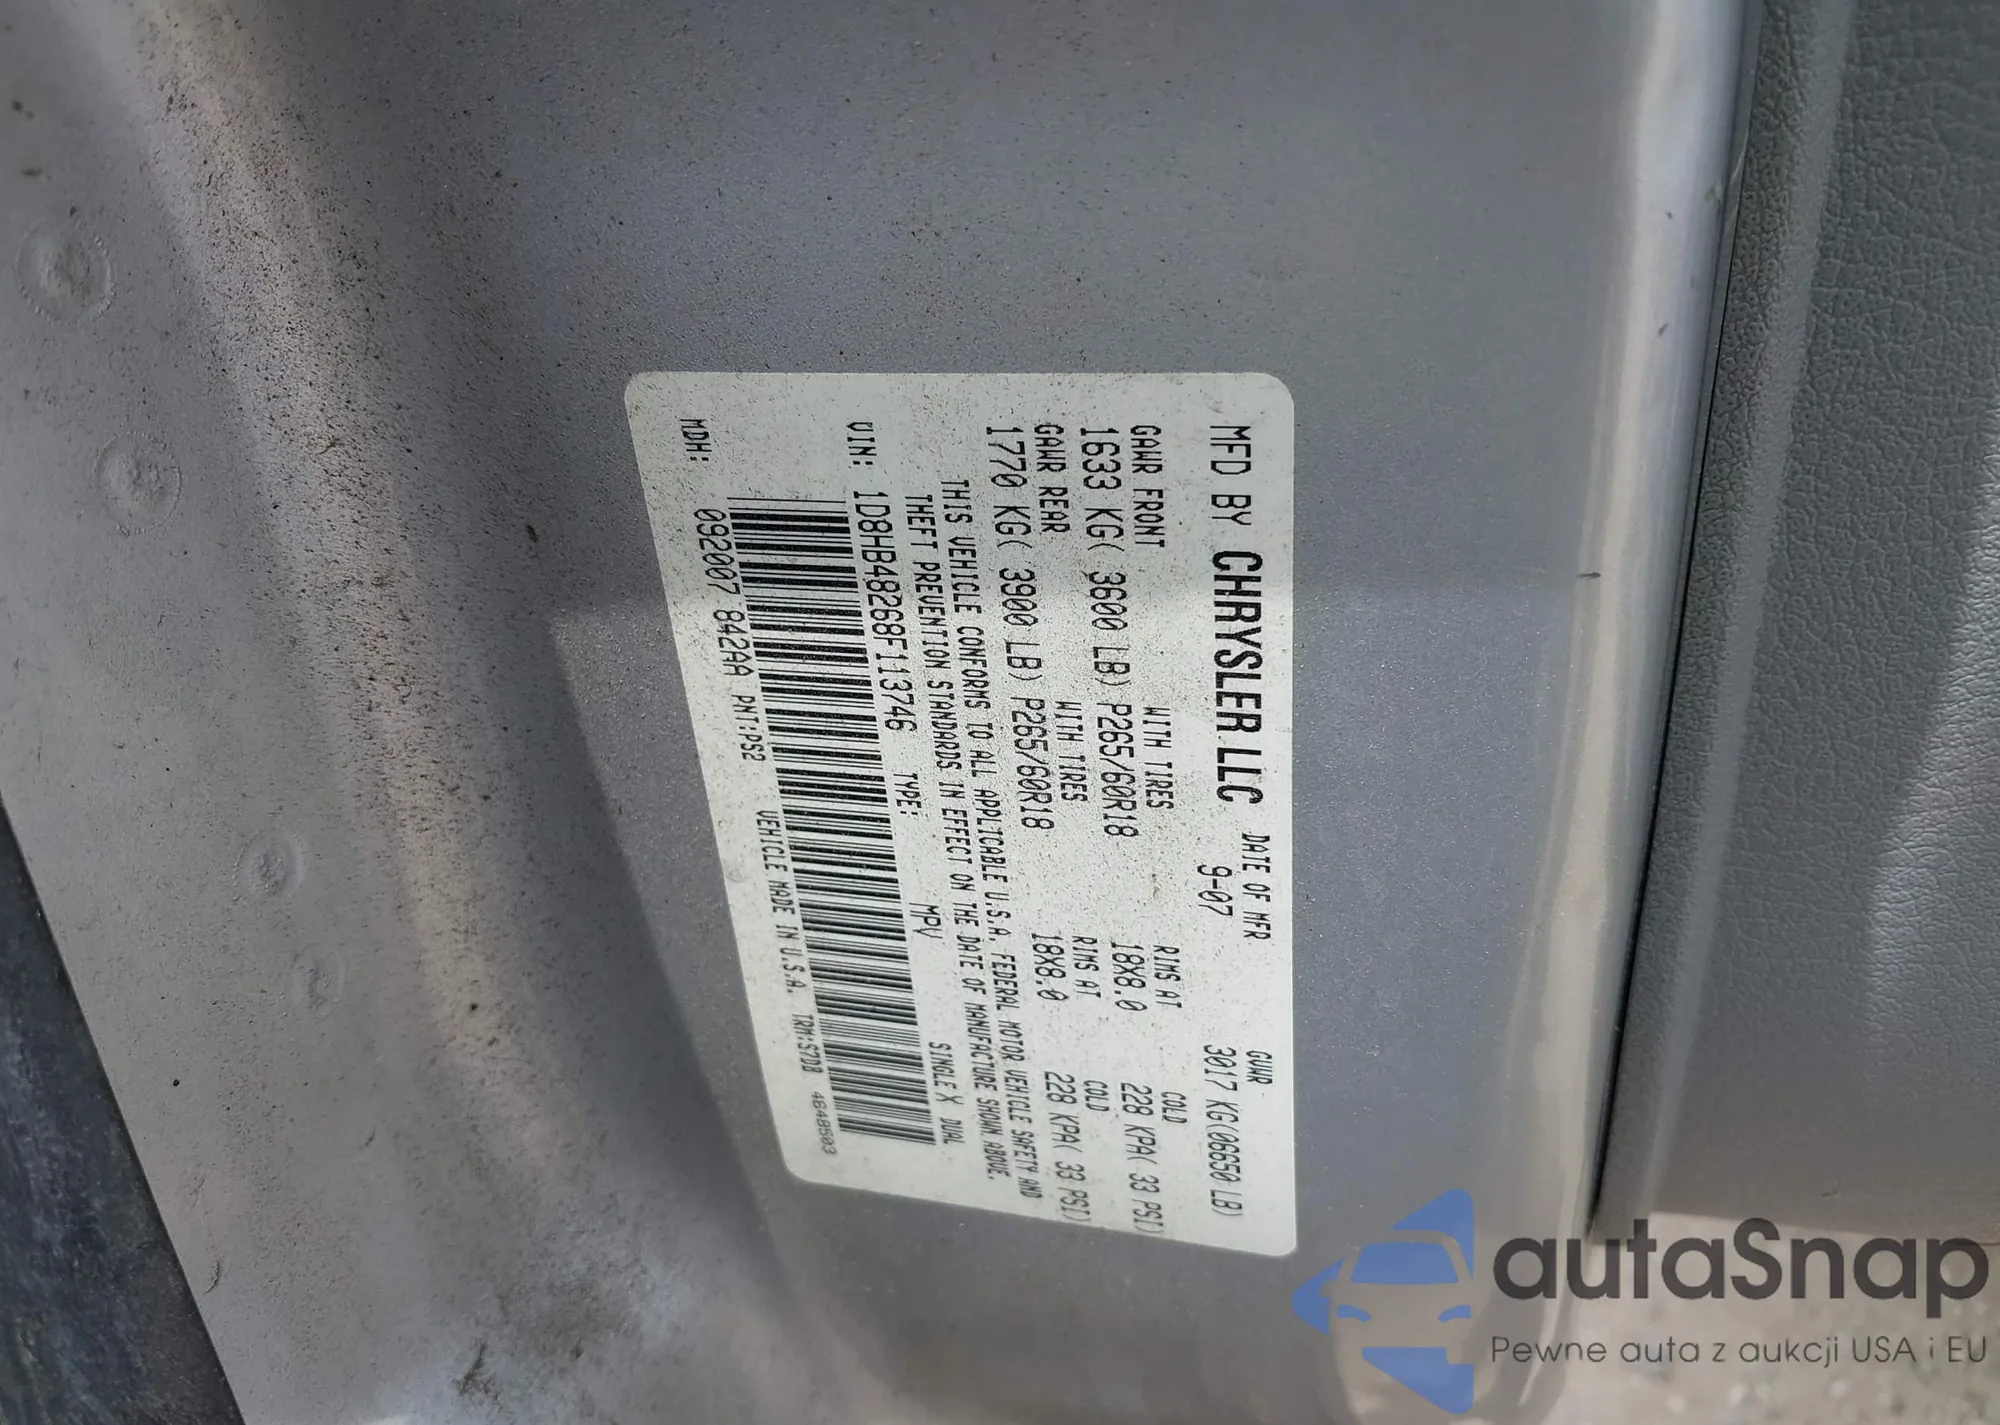 MFD BY CHRYSLER LLC DATE OF MFR GVWR
9-07 3017 KG(06650 LB)
GAWR FRONT WITH TIRES RIMS AT COLD
1633 KG( 3600 LB) P265/60R18 18X8.0 228 KPA( 33 PSI)
GAWR REAR WITH TIRES RIMS AT COLD
1770 KG( 3900 LB) P265/60R18 18X8.0 228 KPA( 33 PSI)
THIS VEHICLE CONFORMS TO ALL APPLICABLE U.S.A. FEDERAL MOTOR VEHICLE SAFETY AND
THEFT PREVENTION STANDARDS IN EFFECT ON THE DATE OF MANUFACTURE SHOWN ABOVE.
VIN: 1D8HB48268F113746 TYPE: MPV SINGLE X DUAL
MDH: 092007 842AA PNT:PS2 VEHICLE MADE IN U.S.A. TRM:S7D8 4648503
autaSnap
Pewne auta z aukcji USA i EU